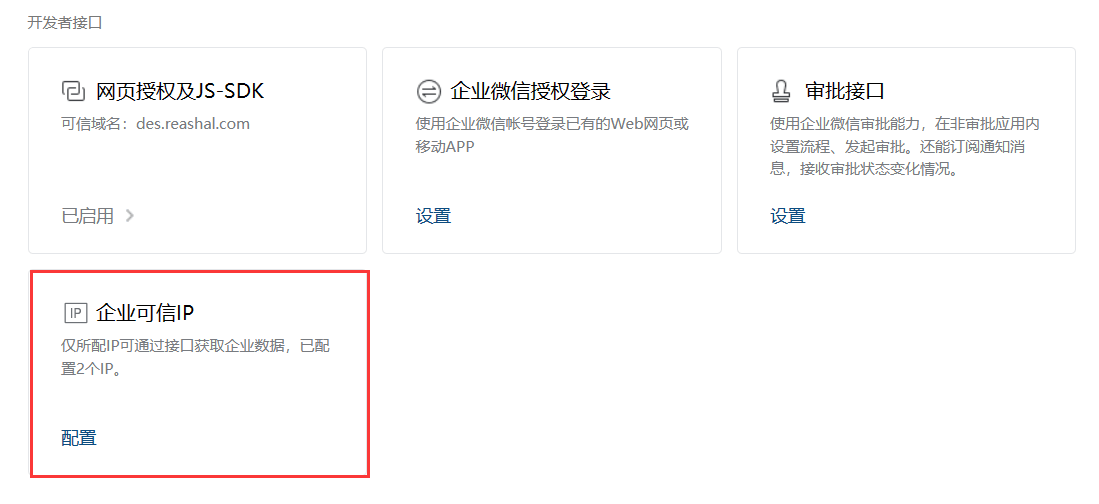 开发者接口
网页授权及JS-SDK
可信域名：des.reashal.com
已启用
企业微信授权登录
使用企业微信帐号登录已有的Web网页或
移动APP
设置
审批接口
使用企业微信审批能力，在非审批应用内
设置流程、发起审批。还能订阅通知消
息，接收审批状态变化情况。
设置
IP 企业可信IP
仅所配IP可通过接口获取企业数据，已配
置2个IP。
配置